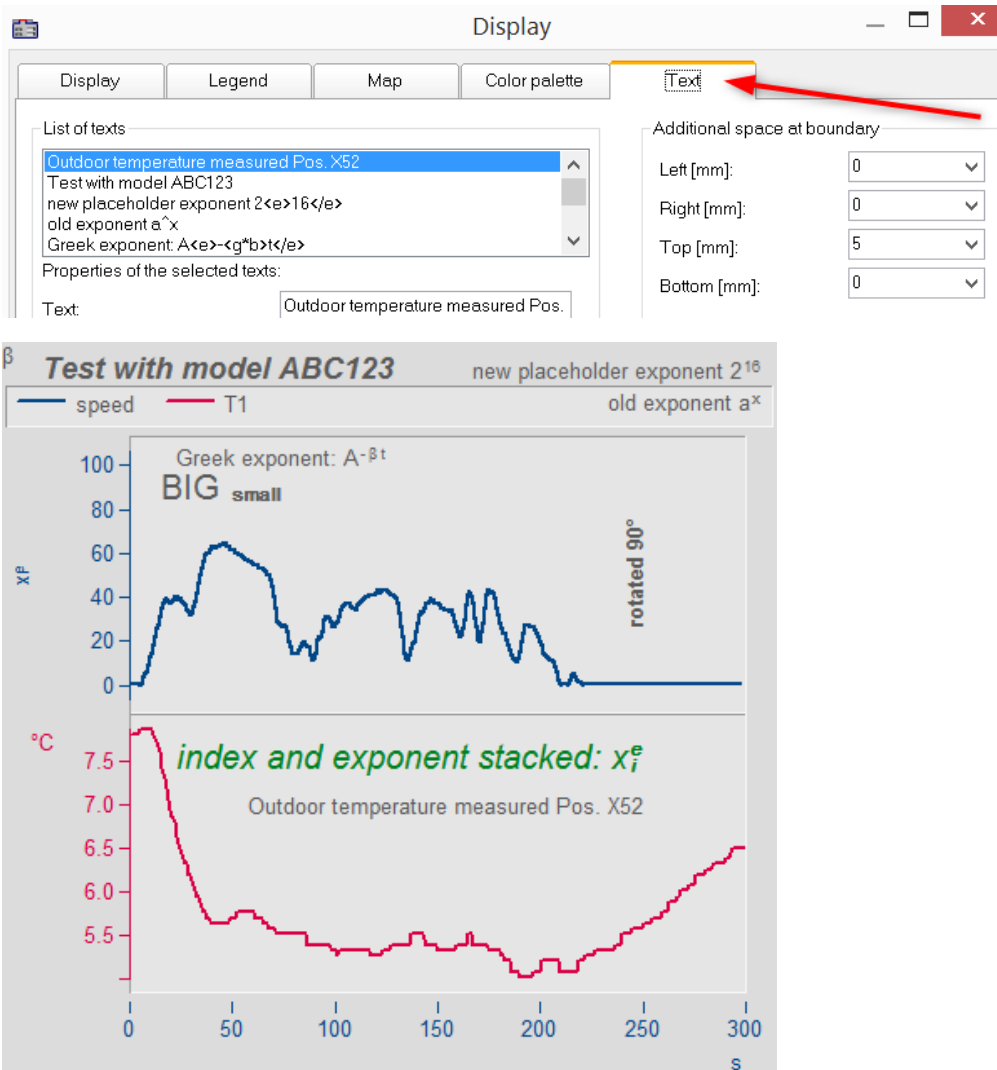 Display
Display Legend Map Color palette Text
List of texts
Outdoor temperature measured Pos. X52
Test with model ABC123
new placeholder exponent 2<e>16</e>
old exponent a^x
Greek exponent: A<e>-<g*b>t</e>
Properties of the selected texts:
Text: Outdoor temperature measured Pos.
Additional space at boundary
Left [mm]: 0
Right [mm]: 0
Top [mm]: 5
Bottom [mm]: 0
β Test with model ABC123 new placeholder exponent 2¹⁶
speed T1 old exponent aˣ
Greek exponent: A⁻ᵝᵗ
BIG small
rotated 90°
100
80
60
40
20
0
°C
index and exponent stacked: xᵢᵉ
Outdoor temperature measured Pos. X52
7.5
7.0
6.5
6.0
5.5
0 50 100 150 200 250 300
s